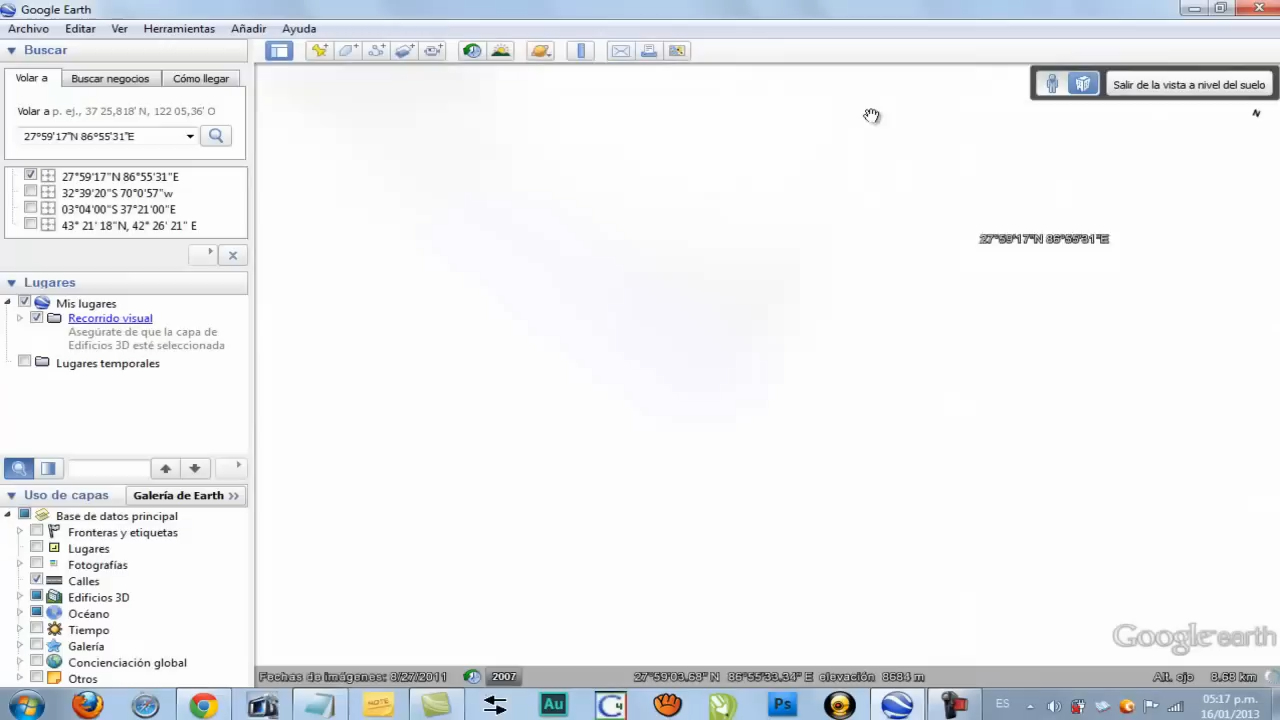 Google Earth
Archivo Editar Ver Herramientas Añadir Ayuda
Buscar
Volar a Buscar negocios Cómo llegar
Volar a p. ej., 37 25,818' N, 122 05,36' O
27°59'17"N 86°55'31"E
27°59'17"N 86°55'31"E
32°39'20"S 70°0'57"w
03°04'00"S 37°21'00"E
43° 21' 18"N, 42° 26' 21" E
Lugares
Mis lugares
Recorrido visual
Asegúrate de que la capa de
Edificios 3D esté seleccionada
Lugares temporales
Uso de capas Galería de Earth >>
Base de datos principal
Fronteras y etiquetas
Lugares
Fotografías
Calles
Edificios 3D
Océano
Tiempo
Galería
Concienciación global
Otros
Salir de la vista a nivel del suelo
N
27°59'17"N 86°55'31"E
Google earth
Fechas de imágenes: 8/27/2011 2007 27°59'03.68" N 86°55'33.34" E elevación 8684 m Alt. ojo 8.68 km
NOTE Au C4 Ps ES 05:17 p.m.
16/01/2013